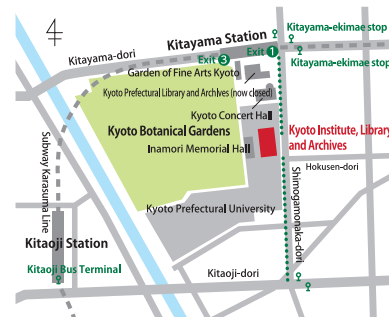 Kitayama Station
Kitayama-ekimae stop
Kitayama-dori
Exit 1
Exit 3
Kitayama-ekimae stop
Garden of Fine Arts Kyoto
Kyoto Prefectural Library and Archives (now closed)
Kyoto Concert Hall
Kyoto Botanical Gardens
Kyoto Institute, Library
and Archives
Inamori Memorial Hall
Hokusen-dori
Subway Karasuma Line
Shimogamonaka-dori
Kyoto Prefectural University
Kitaoji Station
Kitaoji Bus Terminal
Kitaoji-dori